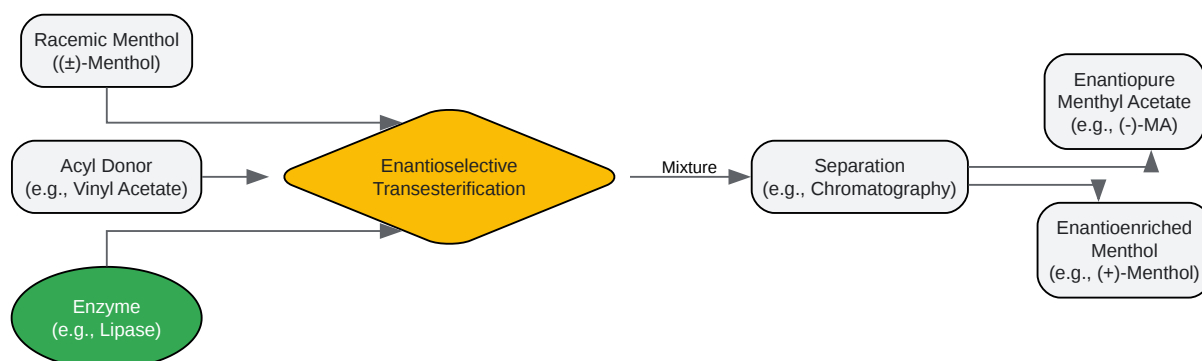 Racemic Menthol
((±)-Menthol)
Acyl Donor
(e.g., Vinyl Acetate)
Enzyme
(e.g., Lipase)
Enantioselective
Transesterification
Mixture
Separation
(e.g., Chromatography)
Enantiopure
Menthyl Acetate
(e.g., (-)-MA)
Enantioenriched
Menthol
(e.g., (+)-Menthol)